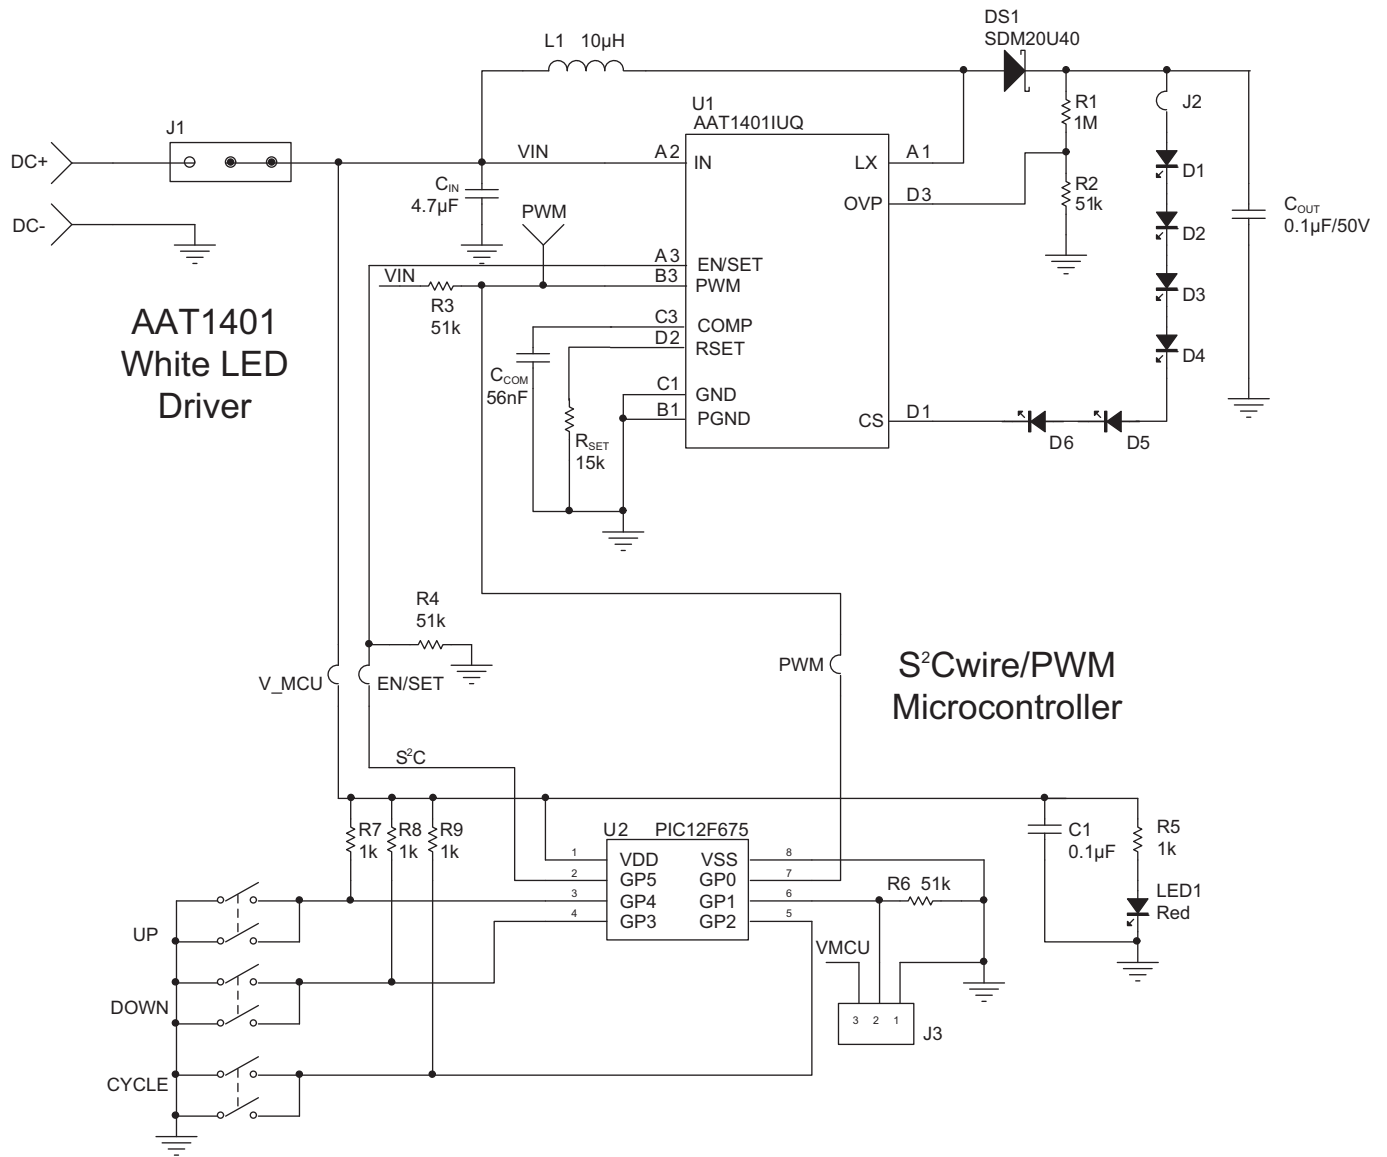 DS1
SDM20U40
L1 10µH
U1
AAT1401IUQ
J1
DC+
DC-
VIN
A2
IN
LX
A1
R1
1M
J2
D1
C_IN
4.7µF
PWM
OVP
D3
R2
51k
D2
C_OUT
0.1µF/50V
A3
EN/SET
VIN
B3
PWM
D3
R3
51k
C3
COMP
D2
RSET
D4
C_COM
56nF
C1
GND
B1
PGND
CS
D1
D6
D5
R_SET
15k
AAT1401
White LED
Driver
R4
51k
V_MCU
EN/SET
PWM
S²Cwire/PWM
Microcontroller
S²C
R7
1k
R8
1k
R9
1k
U2 PIC12F675
1
VDD
VSS
8
2
GP5
GP0
7
3
GP4
GP1
6
4
GP3
GP2
5
R6 51k
C1
0.1µF
R5
1k
LED1
Red
UP
DOWN
CYCLE
VMCU
3 2 1
J3